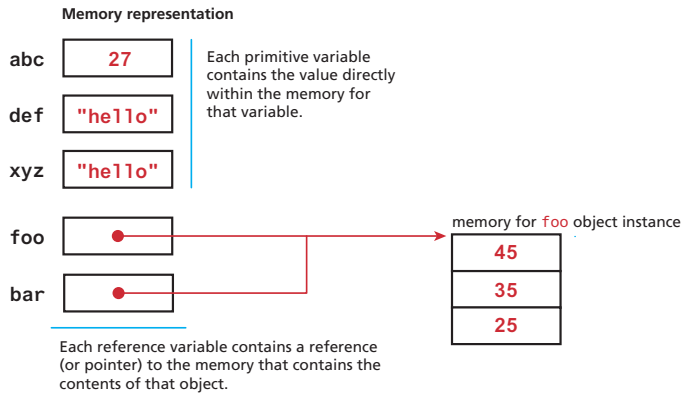 Memory representation
abc
27
Each primitive variable
contains the value directly
within the memory for
that variable.
def
"hello"
xyz
"hello"
foo
bar
memory for foo object instance
45
35
25
Each reference variable contains a reference
(or pointer) to the memory that contains the
contents of that object.